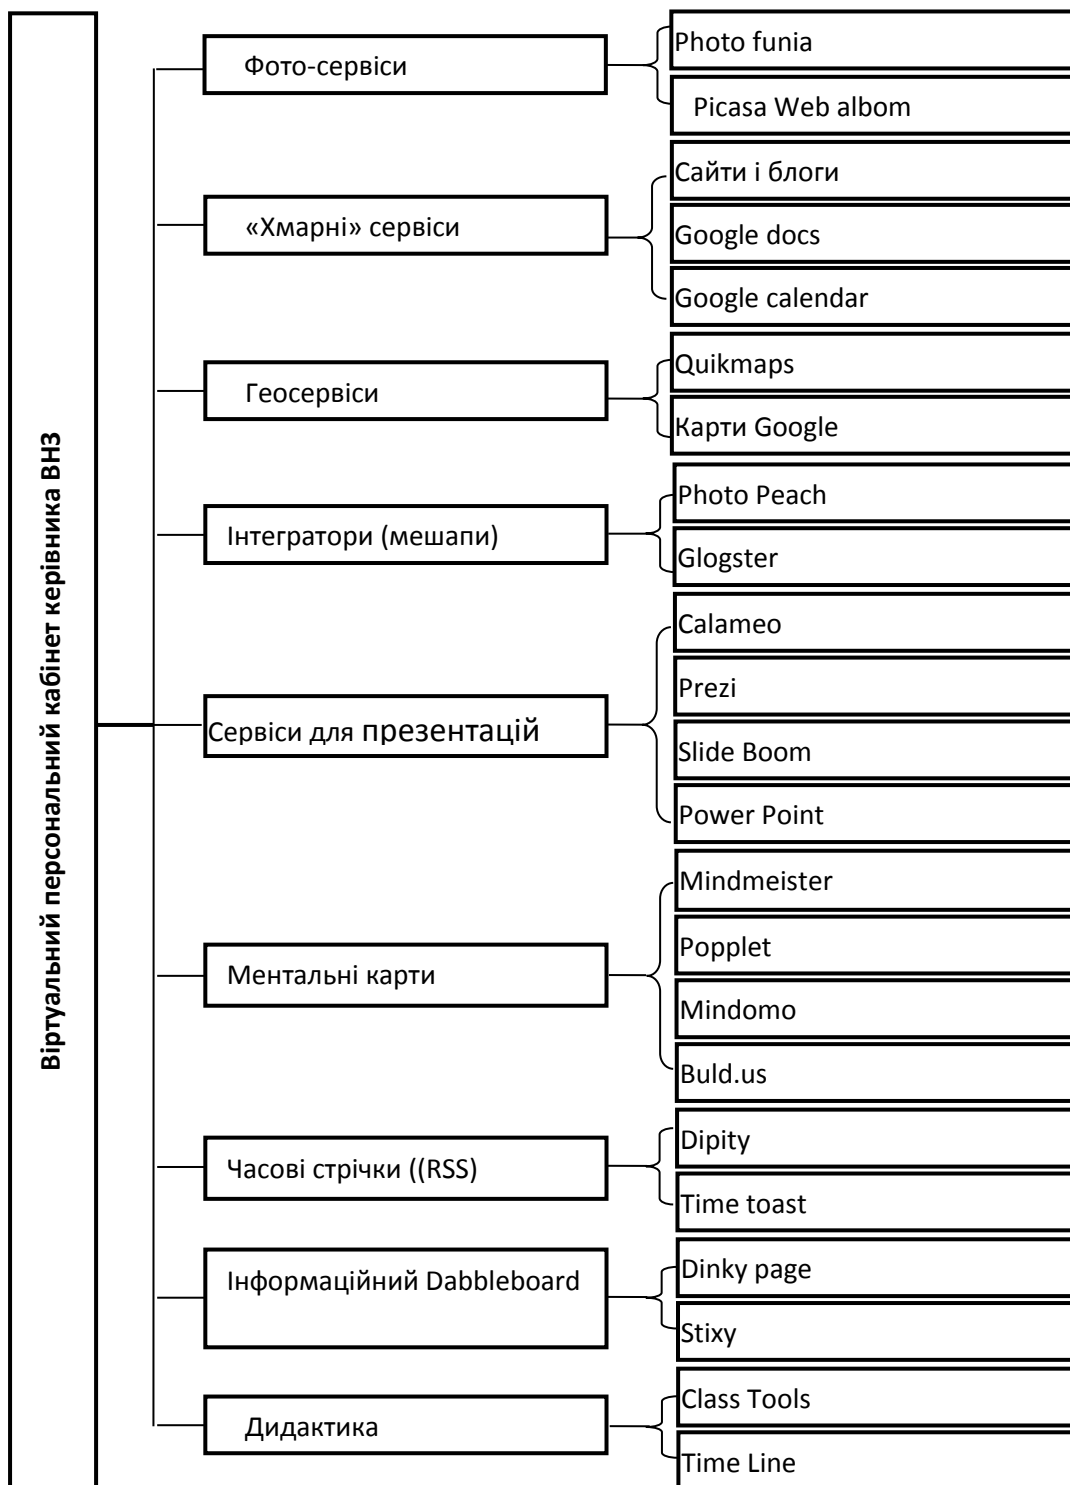 Віртуальний персональний кабінет керівника ВНЗ
Фото-сервіси
Photo funia
Picasa Web albom
«Хмарні» сервіси
Сайти і блоги
Google docs
Google calendar
Геосервіси
Quikmaps
Карти Google
Інтегратори (мешапи)
Photo Peach
Glogster
Сервіси для презентацій
Calameo
Prezi
Slide Boom
Power Point
Ментальні карти
Mindmeister
Popplet
Mindomo
Buld.us
Часові стрічки ((RSS)
Dipity
Time toast
Інформаційний Dabbleboard
Dinky page
Stixy
Дидактика
Class Tools
Time Line